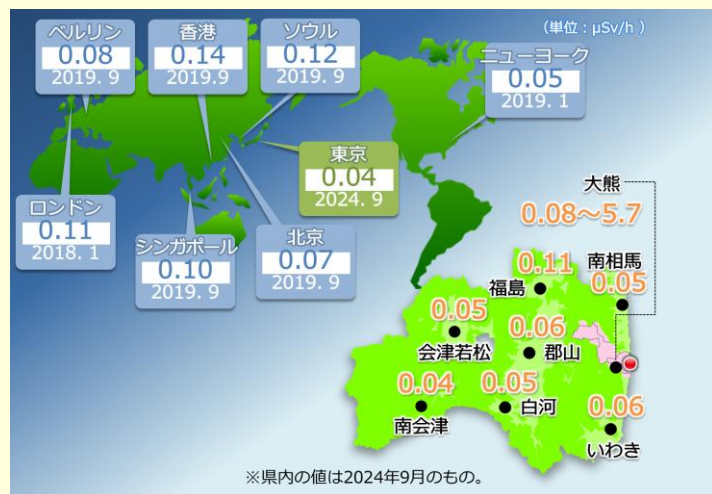 (単位：μSv/h )
ベルリン
0.08
2019. 9
香港
0.14
2019.9
ソウル
0.12
2019. 9
ニューヨーク
0.05
2019. 1
東京
0.04
2024. 9
ロンドン
0.11
2018. 1
シンガポール
0.10
2019. 9
北京
0.07
2019. 9
大熊
0.08～5.7
南相馬
0.05
0.11
福島
0.05
会津若松
0.06
郡山
0.04
南会津
0.05
白河
0.06
いわき
※県内の値は2024年9月のもの。